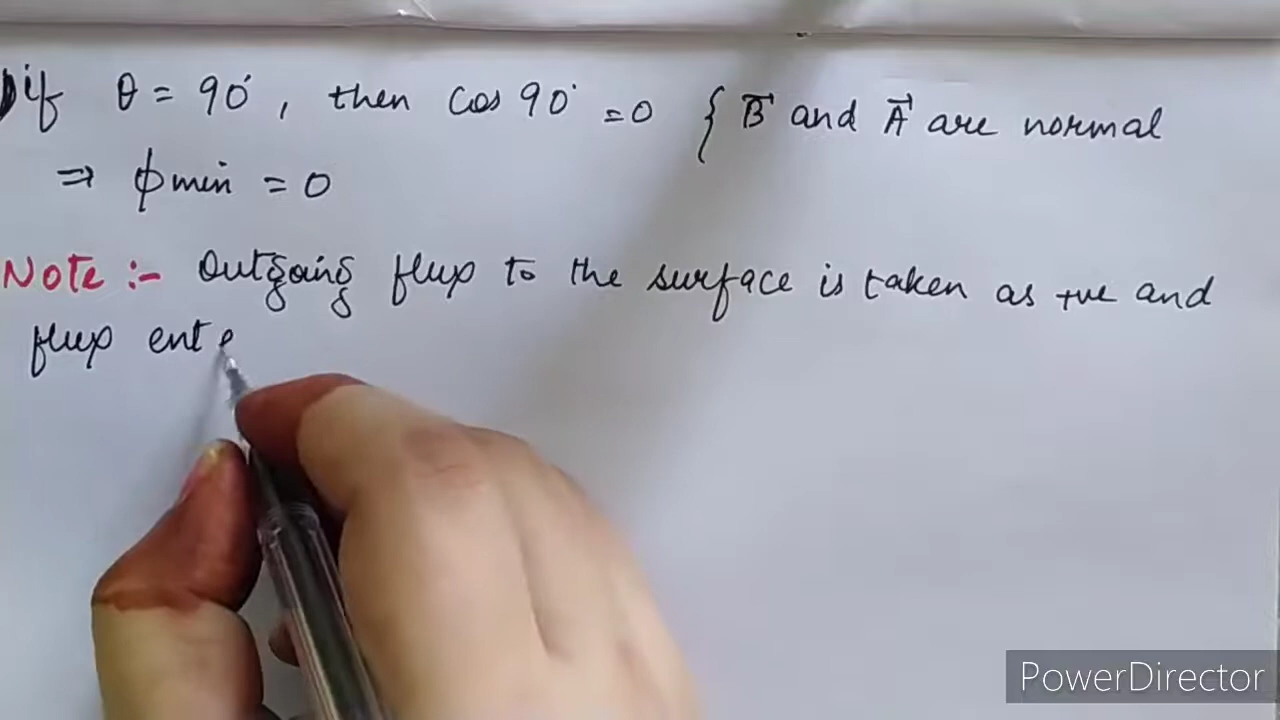 ) if θ = 90°, then cos 90° = 0 { B⃗ and A⃗ are normal
⇒ ϕmin = 0
Note :- Outgoing flux to the surface is taken as +ve and
flux ente
PowerDirector